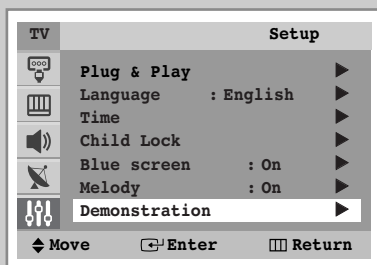 TV Setup
Plug & Play
Language : English
Time
Child Lock
Blue screen : On
Melody : On
Demonstration
Move Enter Return